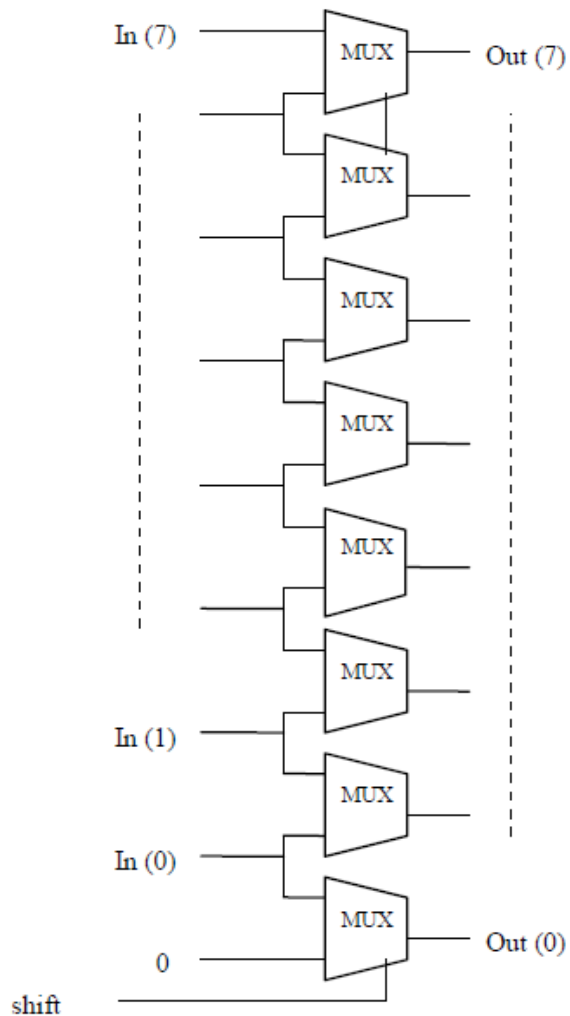 In (7)
MUX
Out (7)
MUX
MUX
MUX
MUX
MUX
In (1)
MUX
In (0)
MUX
Out (0)
0
shift